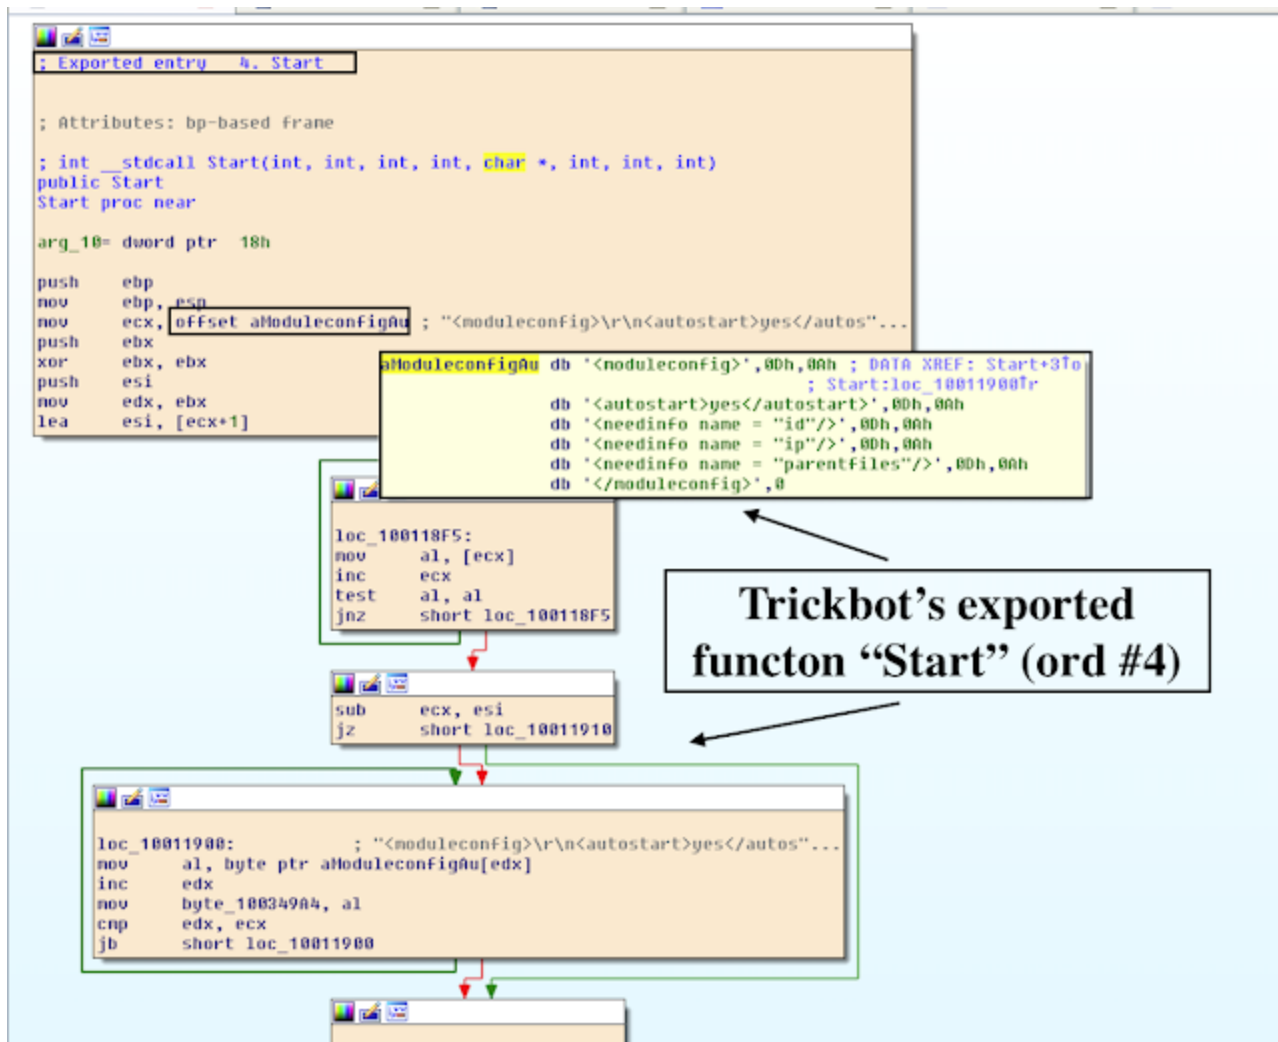 ; Exported entry   4. Start
; Attributes: bp-based frame
; int __stdcall Start(int, int, int, int, char *, int, int, int)
public Start
Start proc near
arg_10= dword ptr  18h
push    ebp
mov     ebp, esp
mov     ecx, offset aModuleconfigAu ; "<moduleconfig>\r\n<autostart>yes</autos"...
push    ebx
xor     ebx, ebx
push    esi
mov     edx, ebx
lea     esi, [ecx+1]
aModuleconfigAu db '<moduleconfig>',0Dh,0Ah ; DATA XREF: Start+3↑o
; Start:loc_10011900↑r
db '<autostart>yes</autostart>',0Dh,0Ah
db '<needinfo name = "id"/>',0Dh,0Ah
db '<needinfo name = "ip"/>',0Dh,0Ah
db '<needinfo name = "parentfiles"/>',0Dh,0Ah
db '</moduleconfig>',0
loc_100118F5:
mov     al, [ecx]
inc     ecx
test    al, al
jnz     short loc_100118F5
Trickbot’s exported
functon “Start” (ord #4)
sub     ecx, esi
jz      short loc_10011910
loc_10011900:           ; "<moduleconfig>\r\n<autostart>yes</autos"...
mov     al, byte ptr aModuleconfigAu[edx]
inc     edx
mov     byte_100349A4, al
cmp     edx, ecx
jb      short loc_10011900